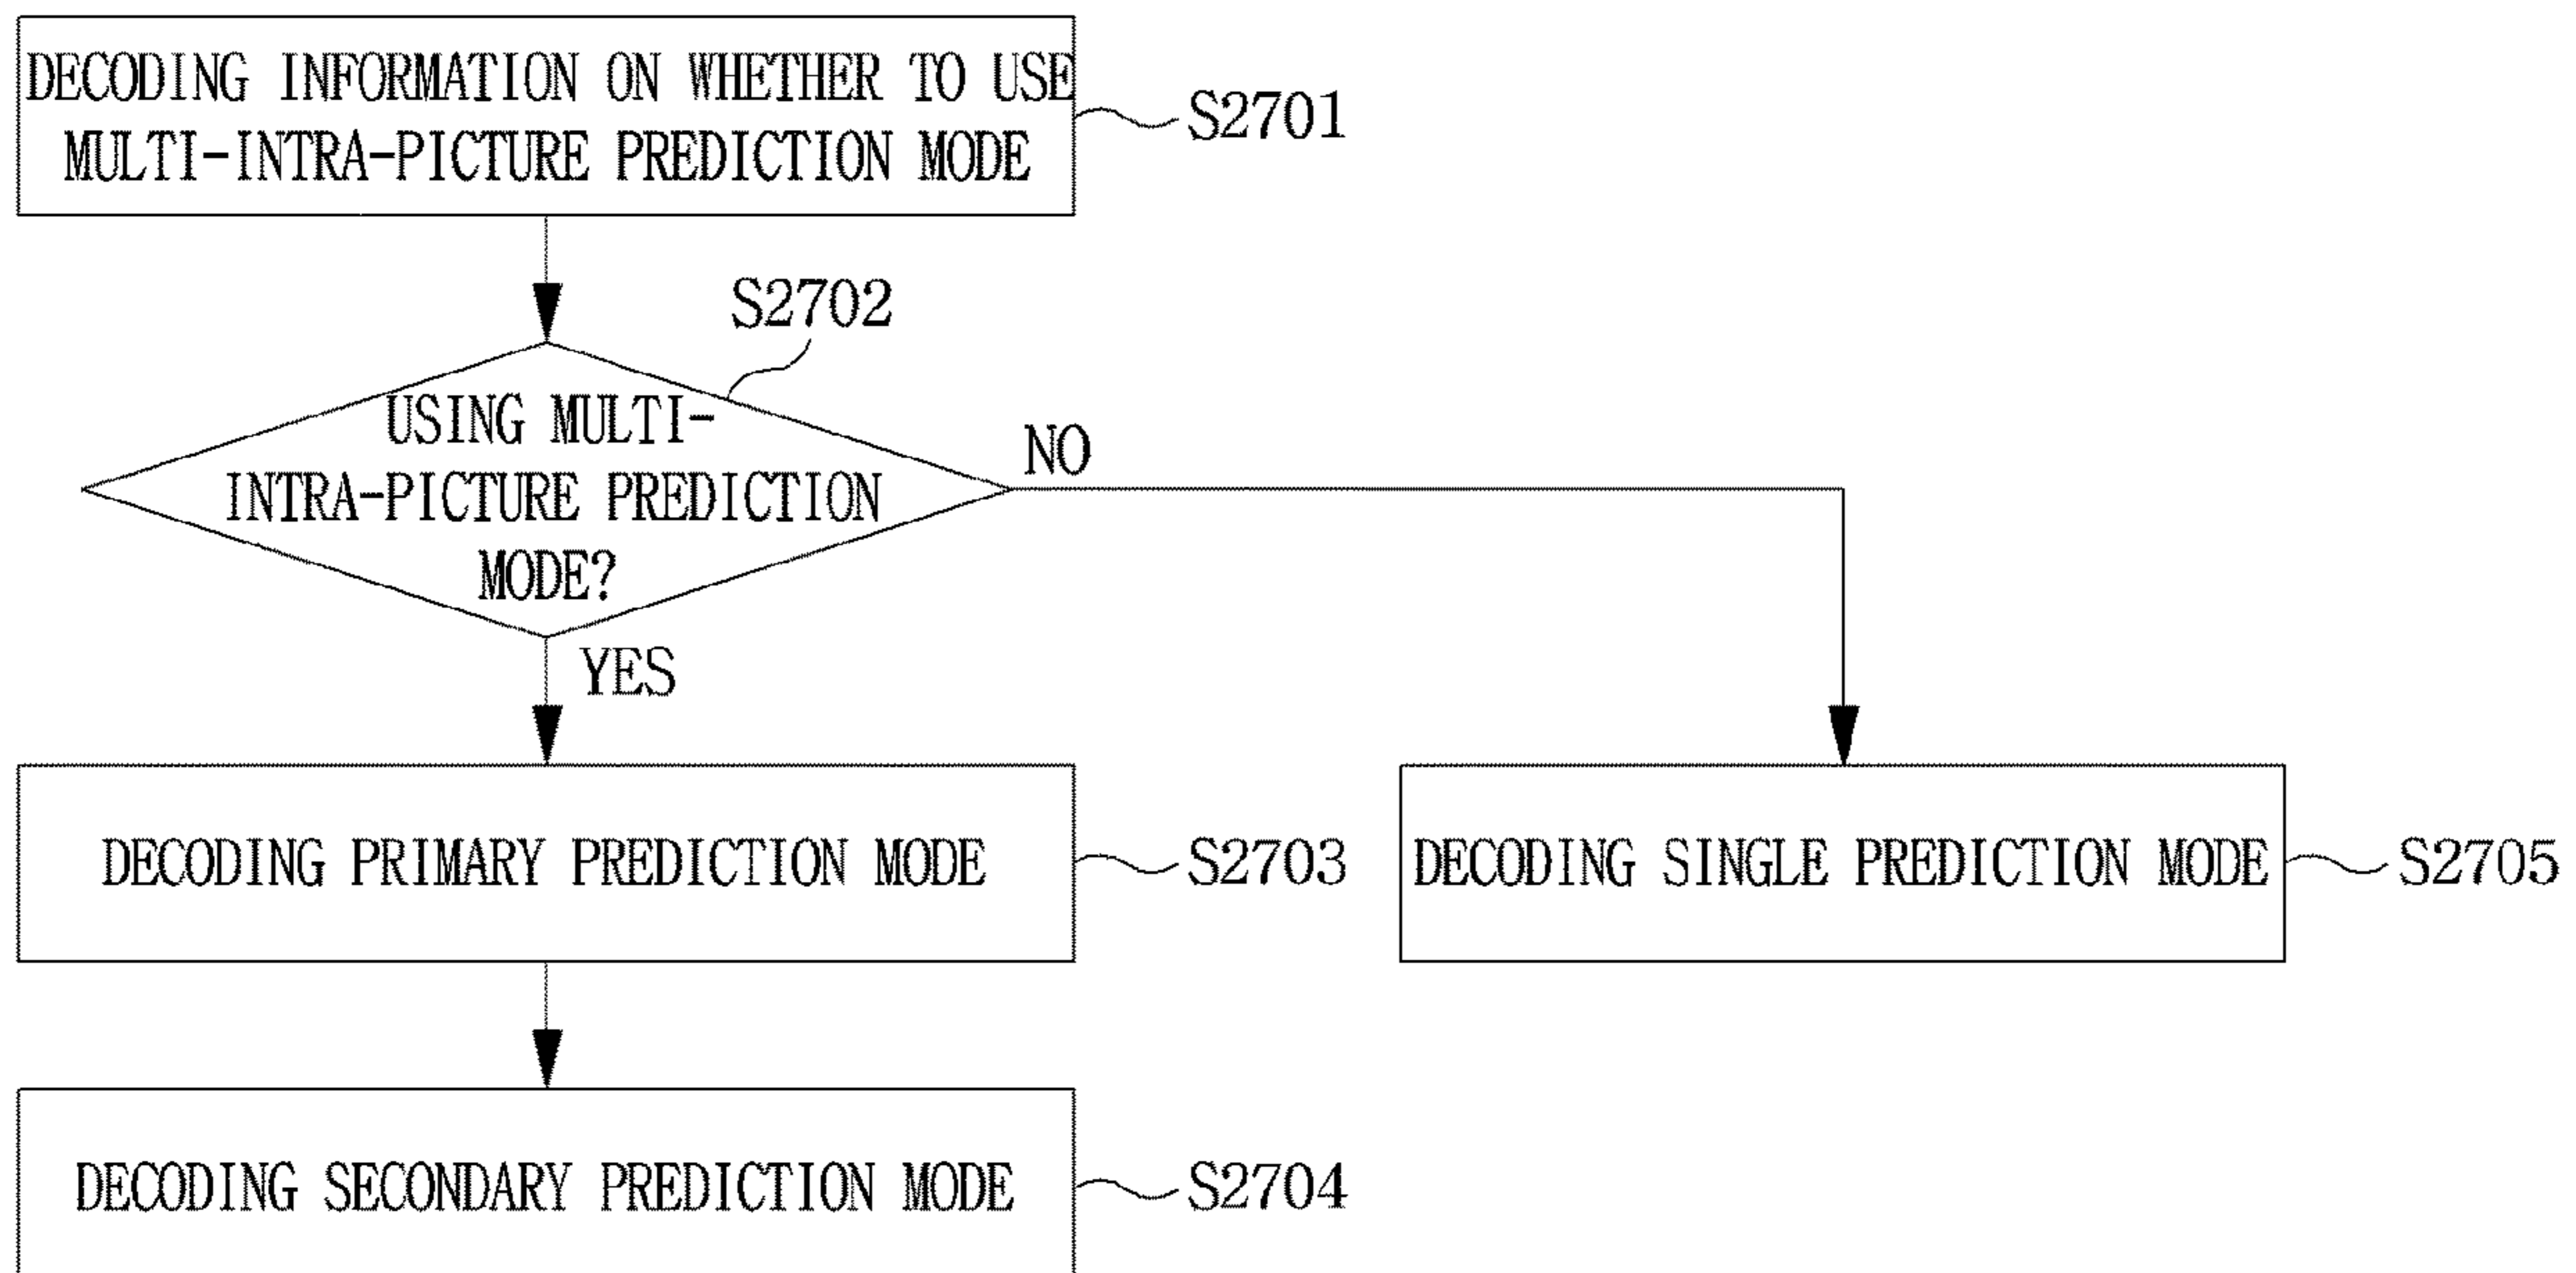 DECODING INFORMATION ON WHETHER TO USE
MULTI-INTRA-PICTURE PREDICTION MODE
S2701
S2702
USING MULTI-
INTRA-PICTURE PREDICTION
MODE?
NO
YES
DECODING PRIMARY PREDICTION MODE
S2703
DECODING SINGLE PREDICTION MODE
S2705
DECODING SECONDARY PREDICTION MODE
S2704